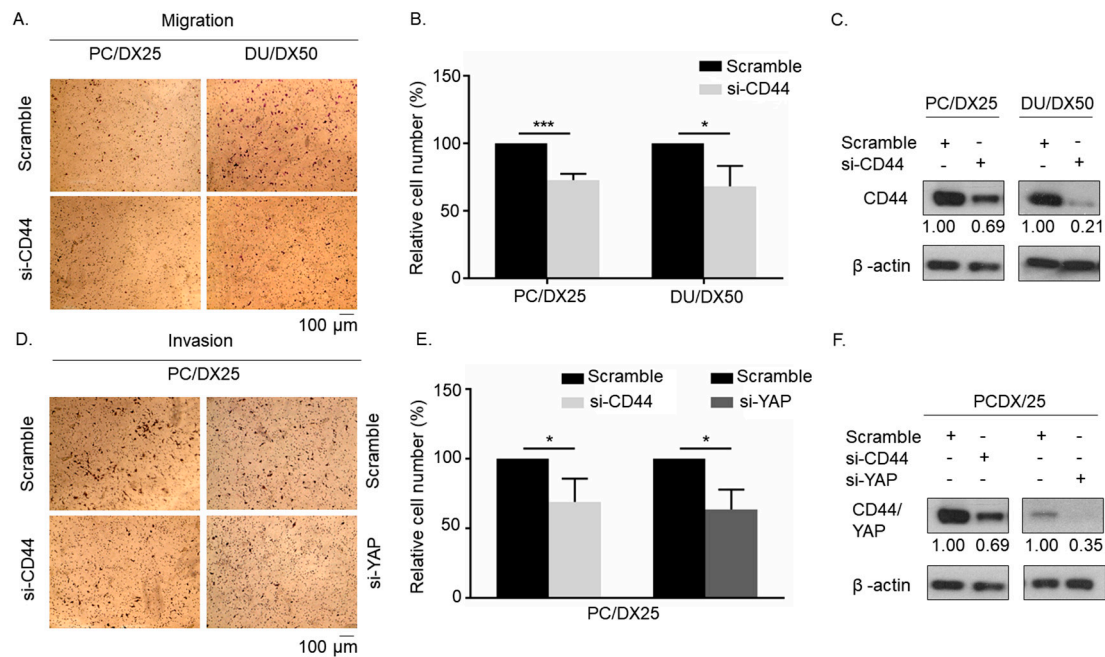 A.
Migration
PC/DX25 DU/DX50
Scramble
si-CD44
100 µm
B.
Relative cell number (%)
150
100
50
0
Scramble
si-CD44
*** *
PC/DX25 DU/DX50
C.
PC/DX25 DU/DX50
Scramble + - + -
si-CD44 - + - +
CD44
1.00 0.69 1.00 0.21
β -actin
D.
Invasion
PC/DX25
Scramble Scramble
si-CD44 si-YAP
100 µm
E.
Relative cell number (%)
150
100
50
0
Scramble Scramble
si-CD44 si-YAP
* *
PC/DX25
F.
PCDX/25
Scramble + - + -
si-CD44 - + - -
si-YAP - - - +
CD44/
YAP
1.00 0.69 1.00 0.35
β -actin